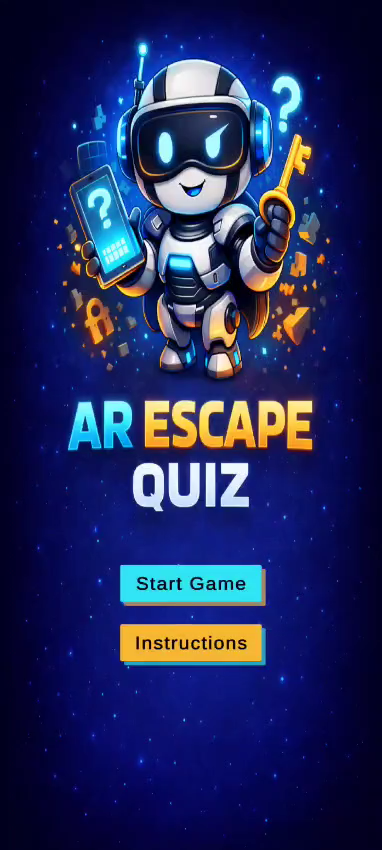 ?
?
AR ESCAPE
QUIZ
Start Game
Instructions